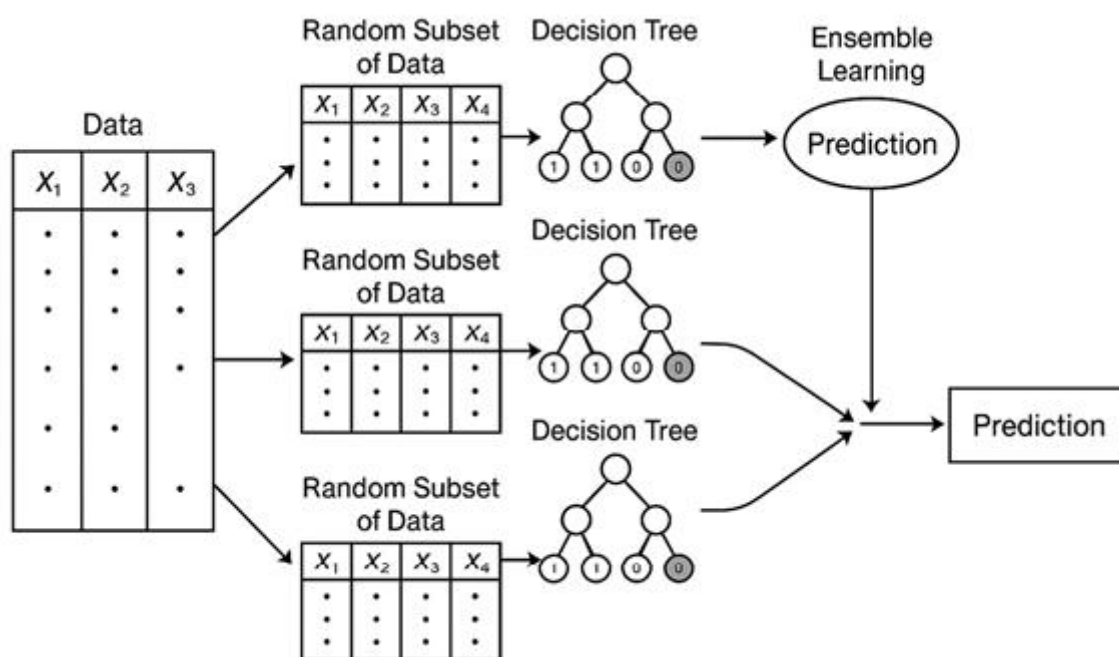 Data
X₁ X₂ X₃
Random Subset
of Data
X₁ X₂ X₃ X₄
Decision Tree
1 1 0 0
Ensemble
Learning
Prediction
Random Subset
of Data
X₁ X₂ X₃ X₄
Decision Tree
1 1 0 0
Random Subset
of Data
X₁ X₂ X₃ X₄
Decision Tree
1 1 0 0
Prediction